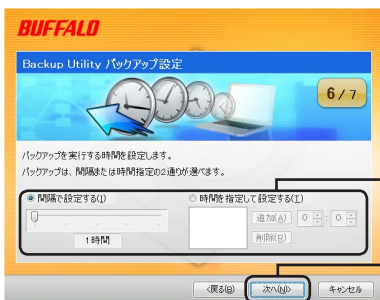 BUFFALO
Backup Utility バックアップ設定
6/7
バックアップを実行する時間を設定します。
バックアップは、間隔または時間指定の2通りが選べます。
間隔で設定する(I)
時間を指定して設定する(T)
1時間
追加(A) 0 : 0
削除(R)
<戻る(B) 次へ(N)> キャンセル